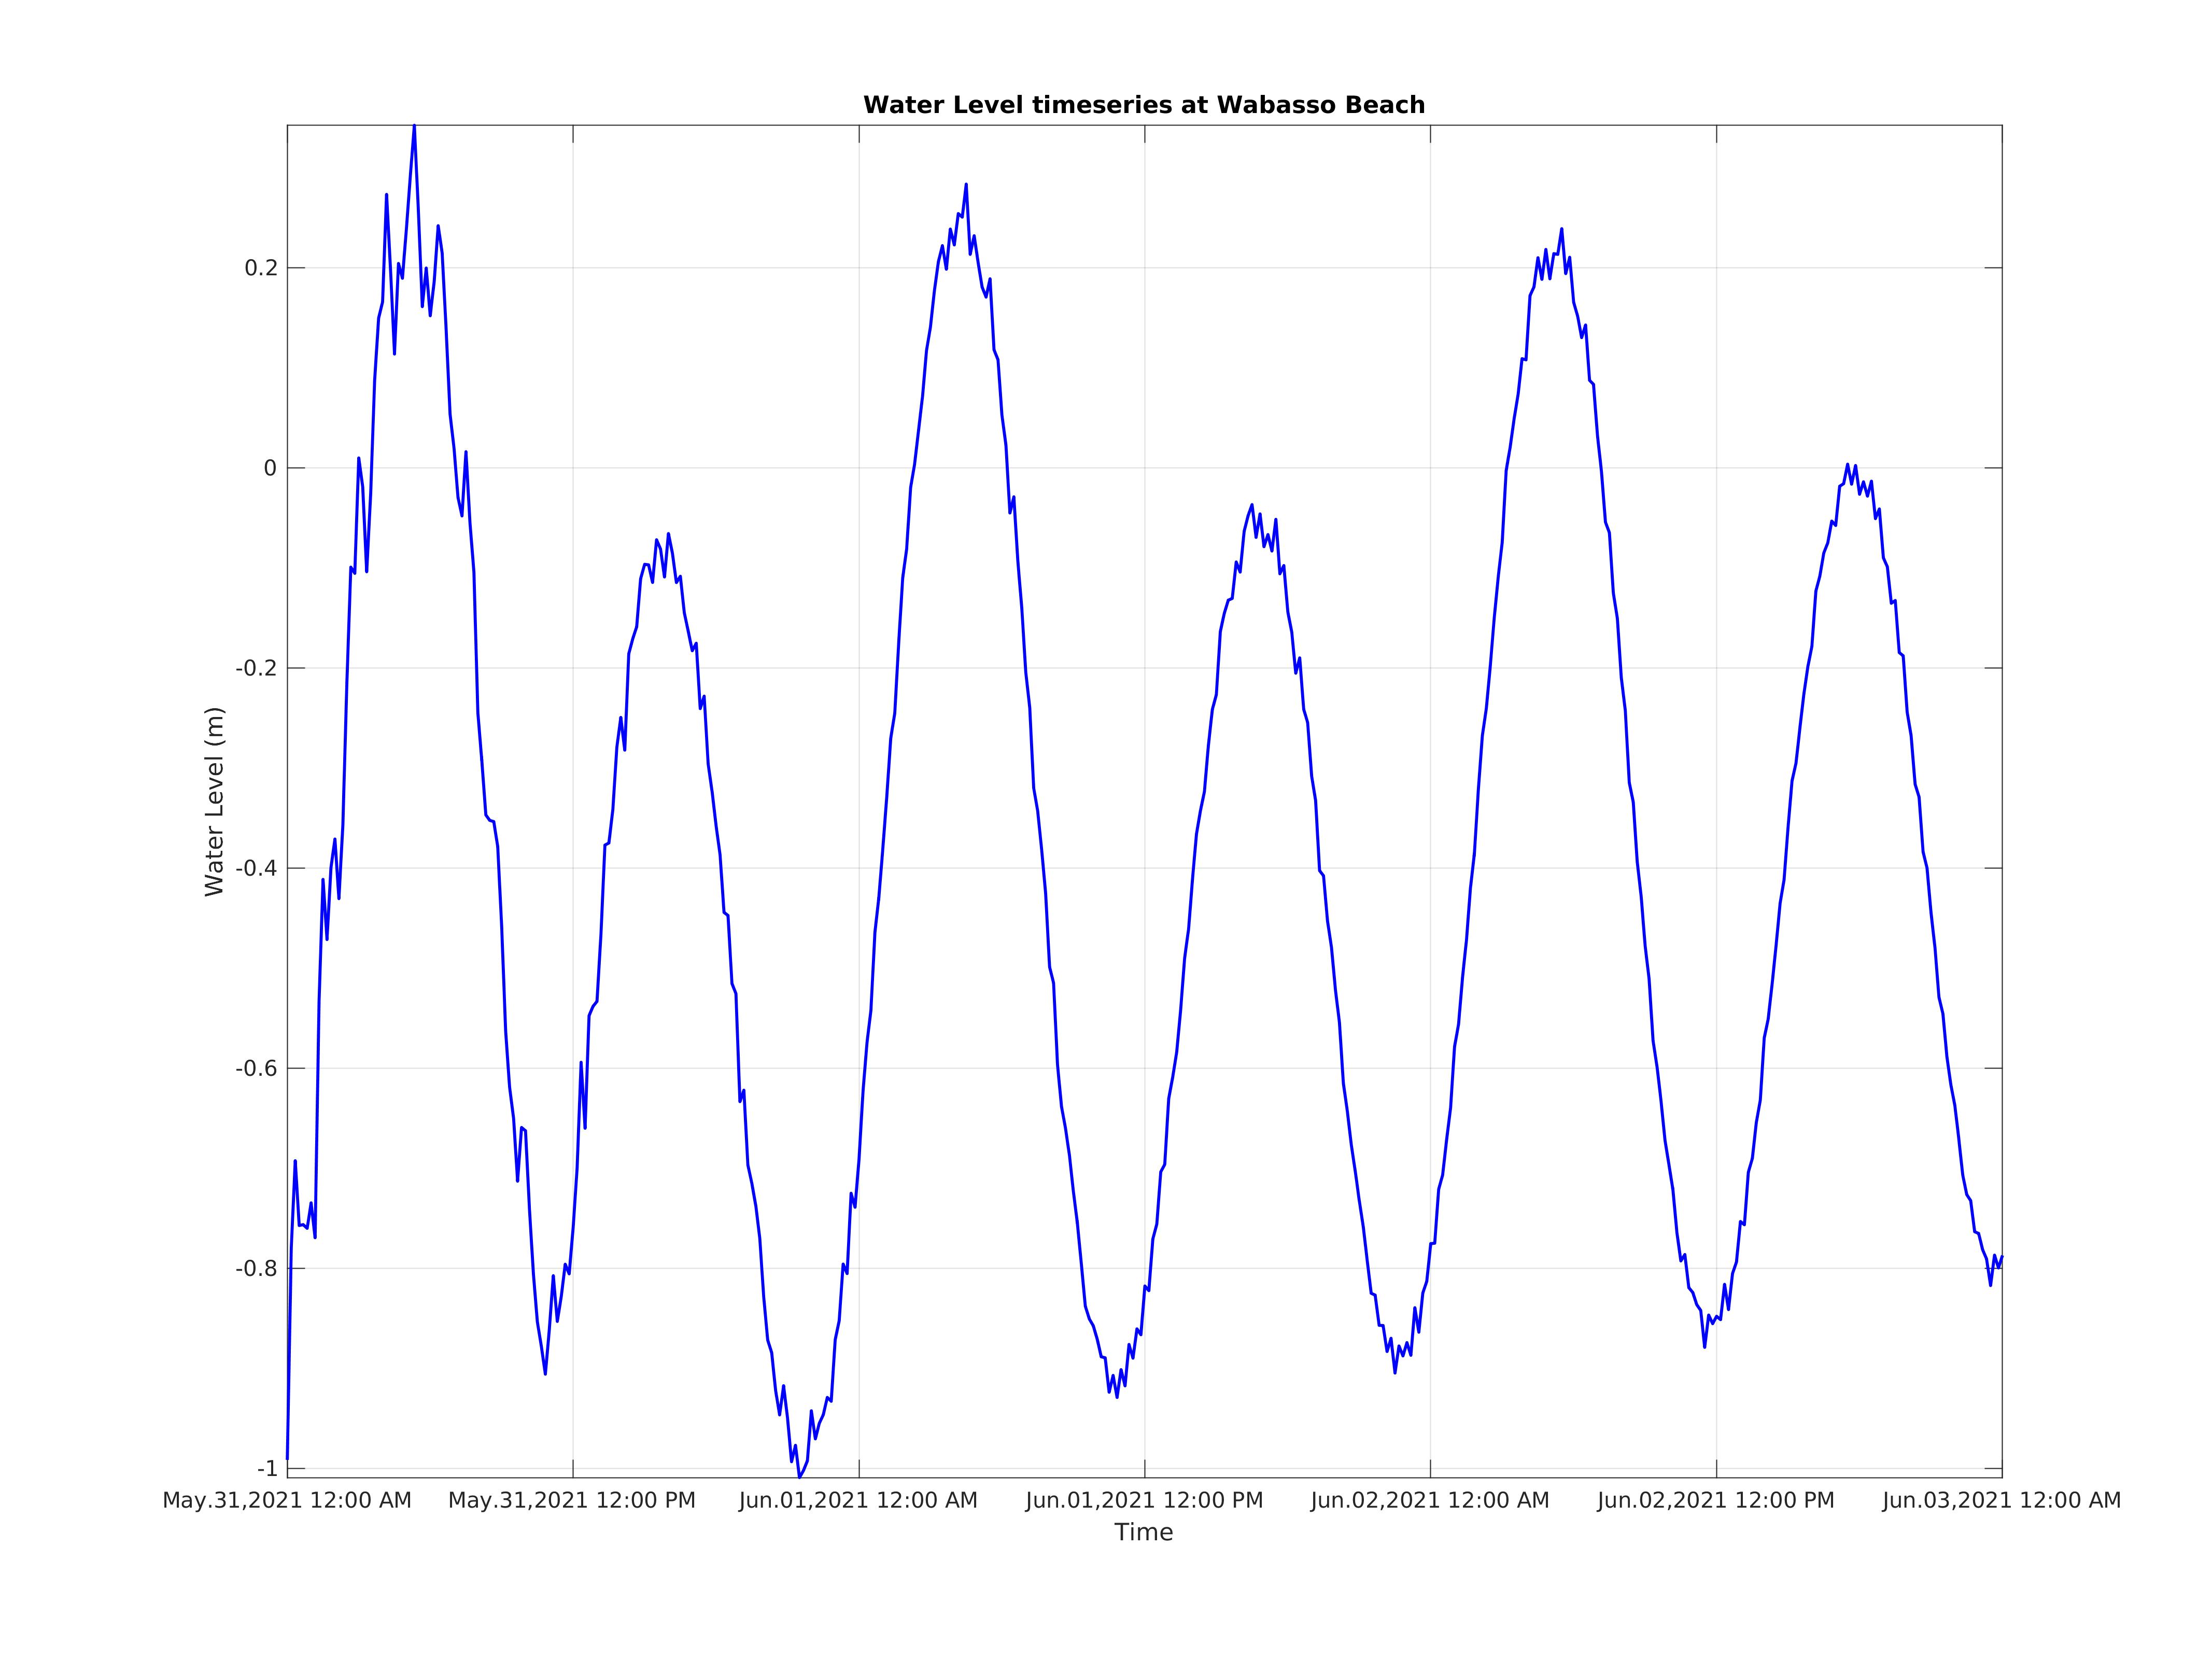 Water Level timeseries at Wabasso Beach
0.2
0
-0.2
-0.4
-0.6
-0.8
-1
Water Level (m)
May.31,2021 12:00 AM May.31,2021 12:00 PM Jun.01,2021 12:00 AM Jun.01,2021 12:00 PM Jun.02,2021 12:00 AM Jun.02,2021 12:00 PM Jun.03,2021 12:00 AM
Time